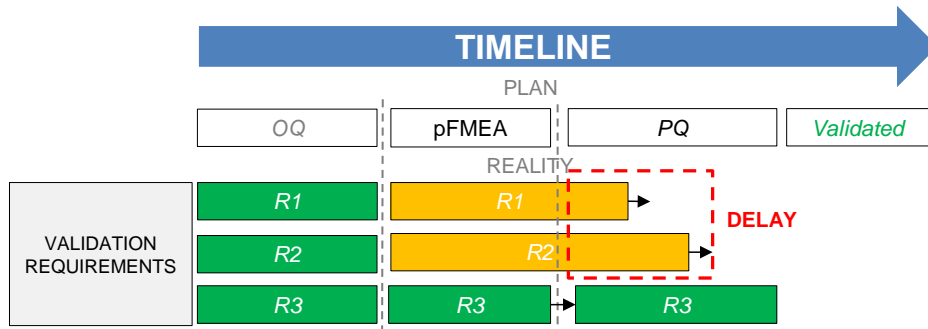 TIMELINE
PLAN
OQ
pFMEA
PQ
Validated
REALITY
VALIDATION
REQUIREMENTS
R1
R1
DELAY
R2
R2
R3
R3
R3